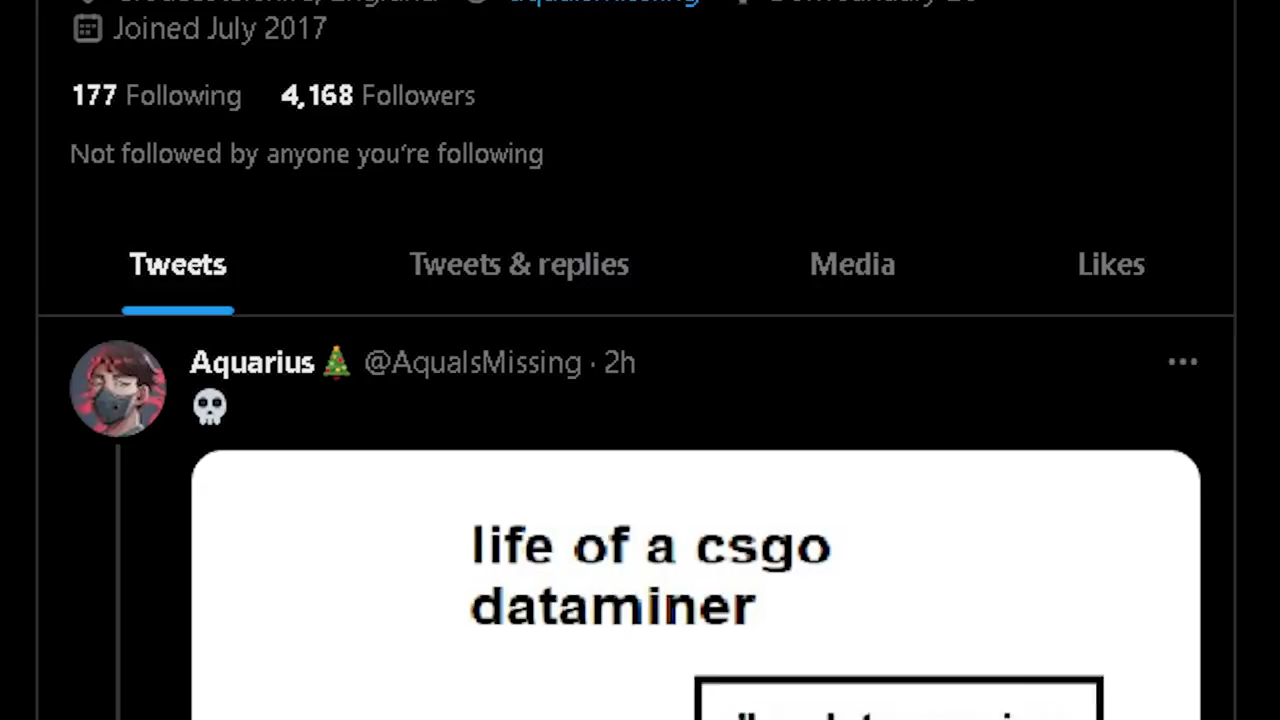 Joined July 2017
177 Following 4,168 Followers
Not followed by anyone you're following
Tweets Tweets & replies Media Likes
Aquarius🎄 @AquaIsMissing · 2h
💀
life of a csgo
dataminer